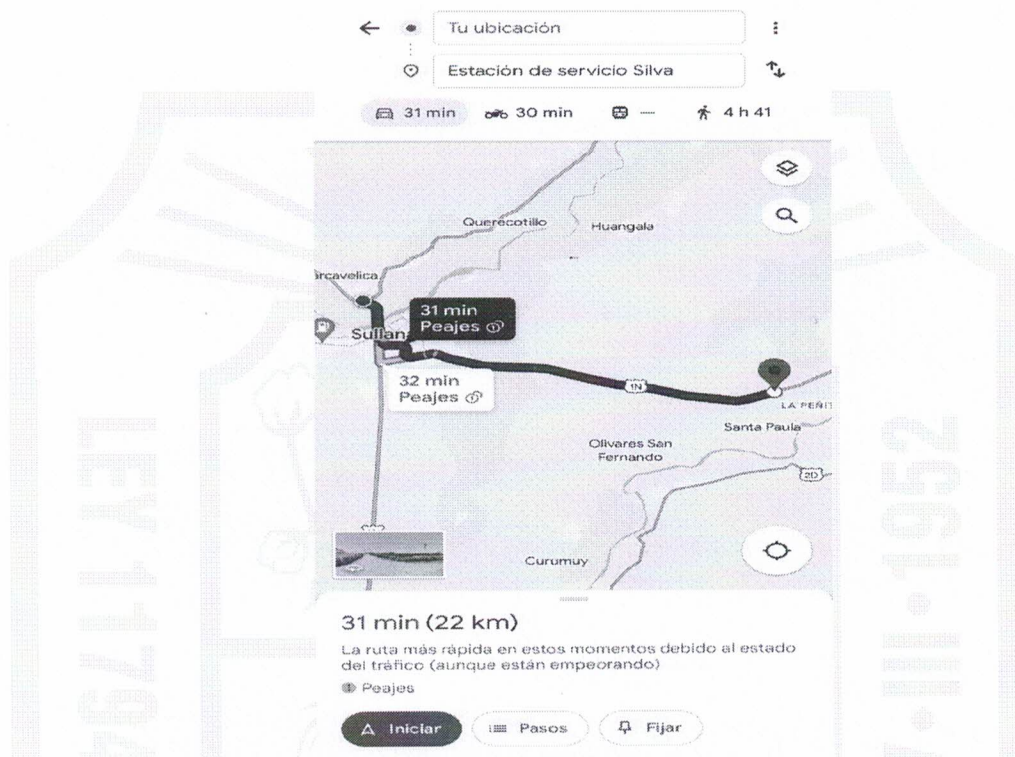 Tu ubicación
Estación de servicio Silva
31 min
30 min
—
4 h 41
Querecotillo
Huangala
arcavelica
31 min
Peajes
Sullan
32 min
Peajes
1N
LA PEÑIT
Santa Paula
Olivares San
Fernando
2D
Curumuy
31 min (22 km)
La ruta más rápida en estos momentos debido al estado
del tráfico (aunque están empeorando)
Peajes
Iniciar
Pasos
Fijar